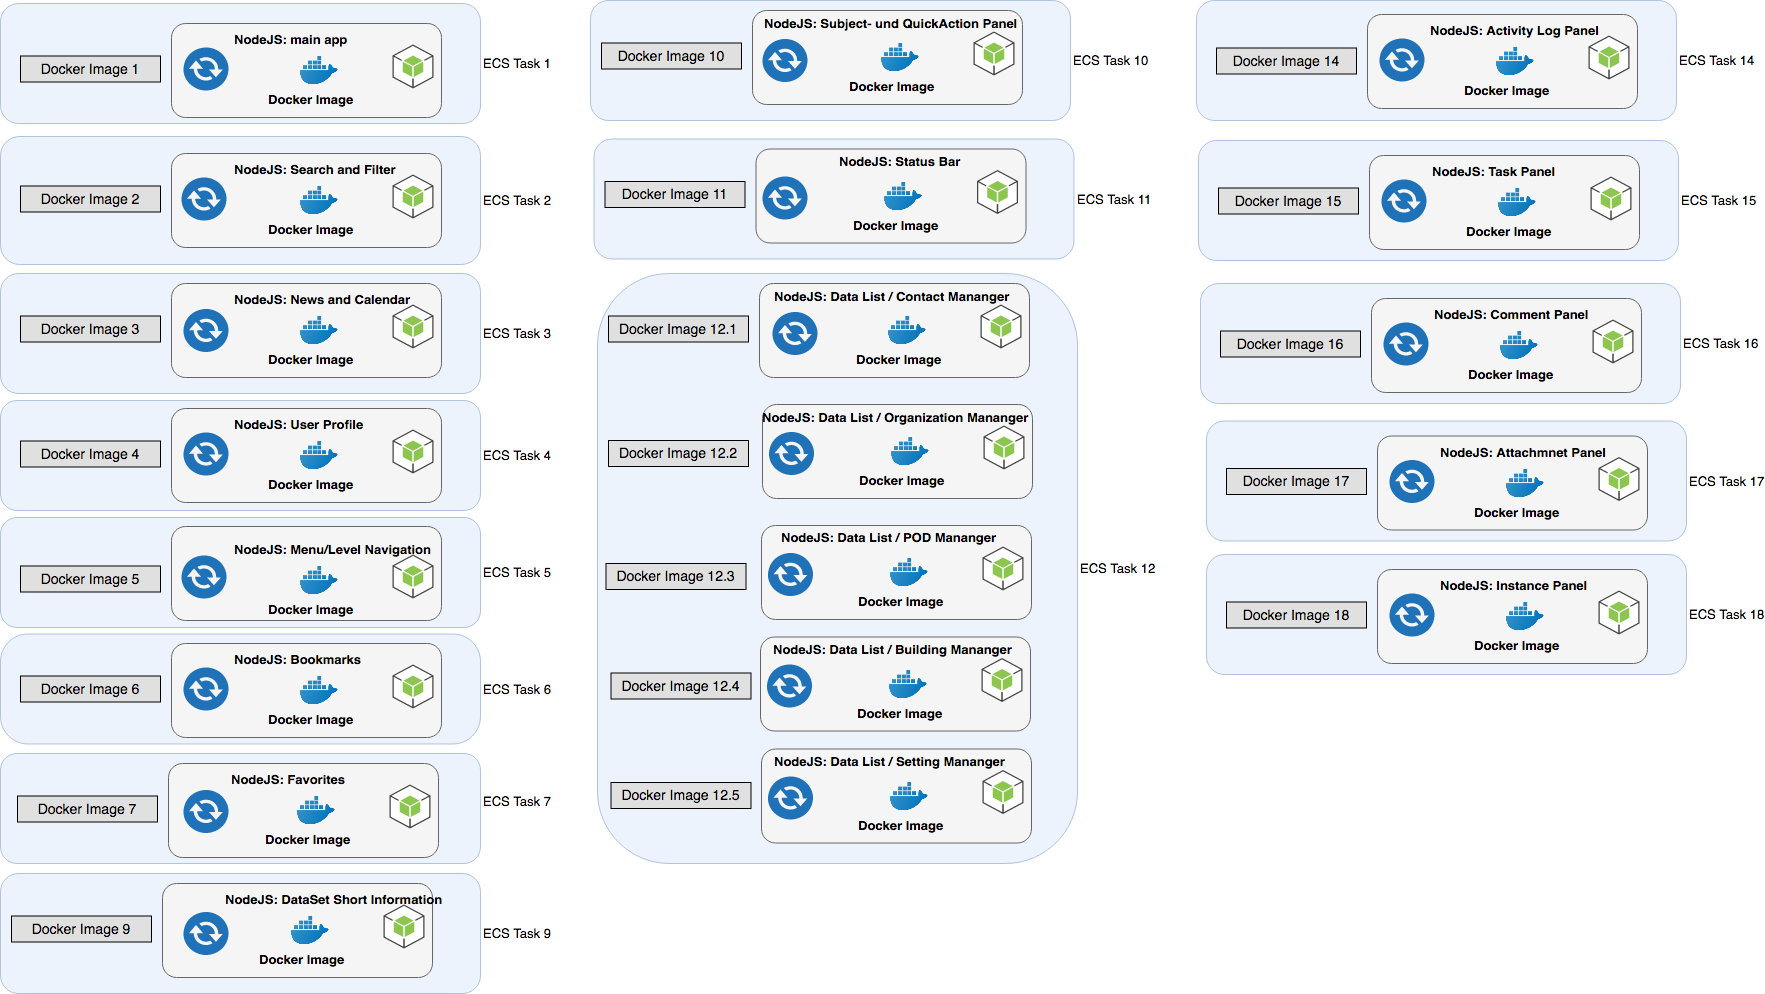 NodeJS: main app
Docker Image 1
Docker Image
ECS Task 1
NodeJS: Search and Filter
Docker Image 2
Docker Image
ECS Task 2
NodeJS: News and Calendar
Docker Image 3
Docker Image
ECS Task 3
NodeJS: User Profile
Docker Image 4
Docker Image
ECS Task 4
NodeJS: Menu/Level Navigation
Docker Image 5
Docker Image
ECS Task 5
NodeJS: Bookmarks
Docker Image 6
Docker Image
ECS Task 6
NodeJS: Favorites
Docker Image 7
Docker Image
ECS Task 7
NodeJS: DataSet Short Information
Docker Image 9
Docker Image
ECS Task 9
NodeJS: Subject- und QuickAction Panel
Docker Image 10
Docker Image
ECS Task 10
NodeJS: Status Bar
Docker Image 11
Docker Image
ECS Task 11
NodeJS: Data List / Contact Mananger
Docker Image 12.1
Docker Image
NodeJS: Data List / Organization Mananger
Docker Image 12.2
Docker Image
NodeJS: Data List / POD Mananger
Docker Image 12.3
Docker Image
ECS Task 12
NodeJS: Data List / Building Mananger
Docker Image 12.4
Docker Image
NodeJS: Data List / Setting Mananger
Docker Image 12.5
Docker Image
NodeJS: Activity Log Panel
Docker Image 14
Docker Image
ECS Task 14
NodeJS: Task Panel
Docker Image 15
Docker Image
ECS Task 15
NodeJS: Comment Panel
Docker Image 16
Docker Image
ECS Task 16
NodeJS: Attachmnet Panel
Docker Image 17
Docker Image
ECS Task 17
NodeJS: Instance Panel
Docker Image 18
Docker Image
ECS Task 18